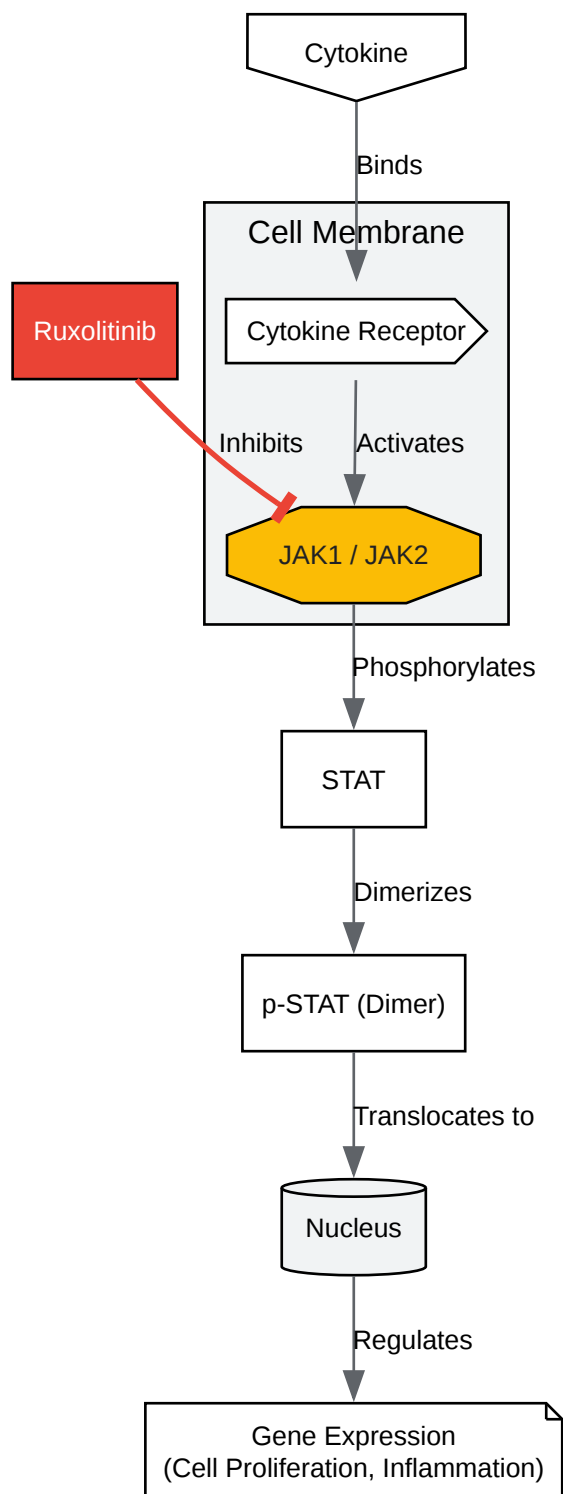 Cytokine
Binds
Cell Membrane
Ruxolitinib
Cytokine Receptor
Inhibits
Activates
JAK1 / JAK2
Phosphorylates
STAT
Dimerizes
p-STAT (Dimer)
Translocates to
Nucleus
Regulates
Gene Expression
(Cell Proliferation, Inflammation)